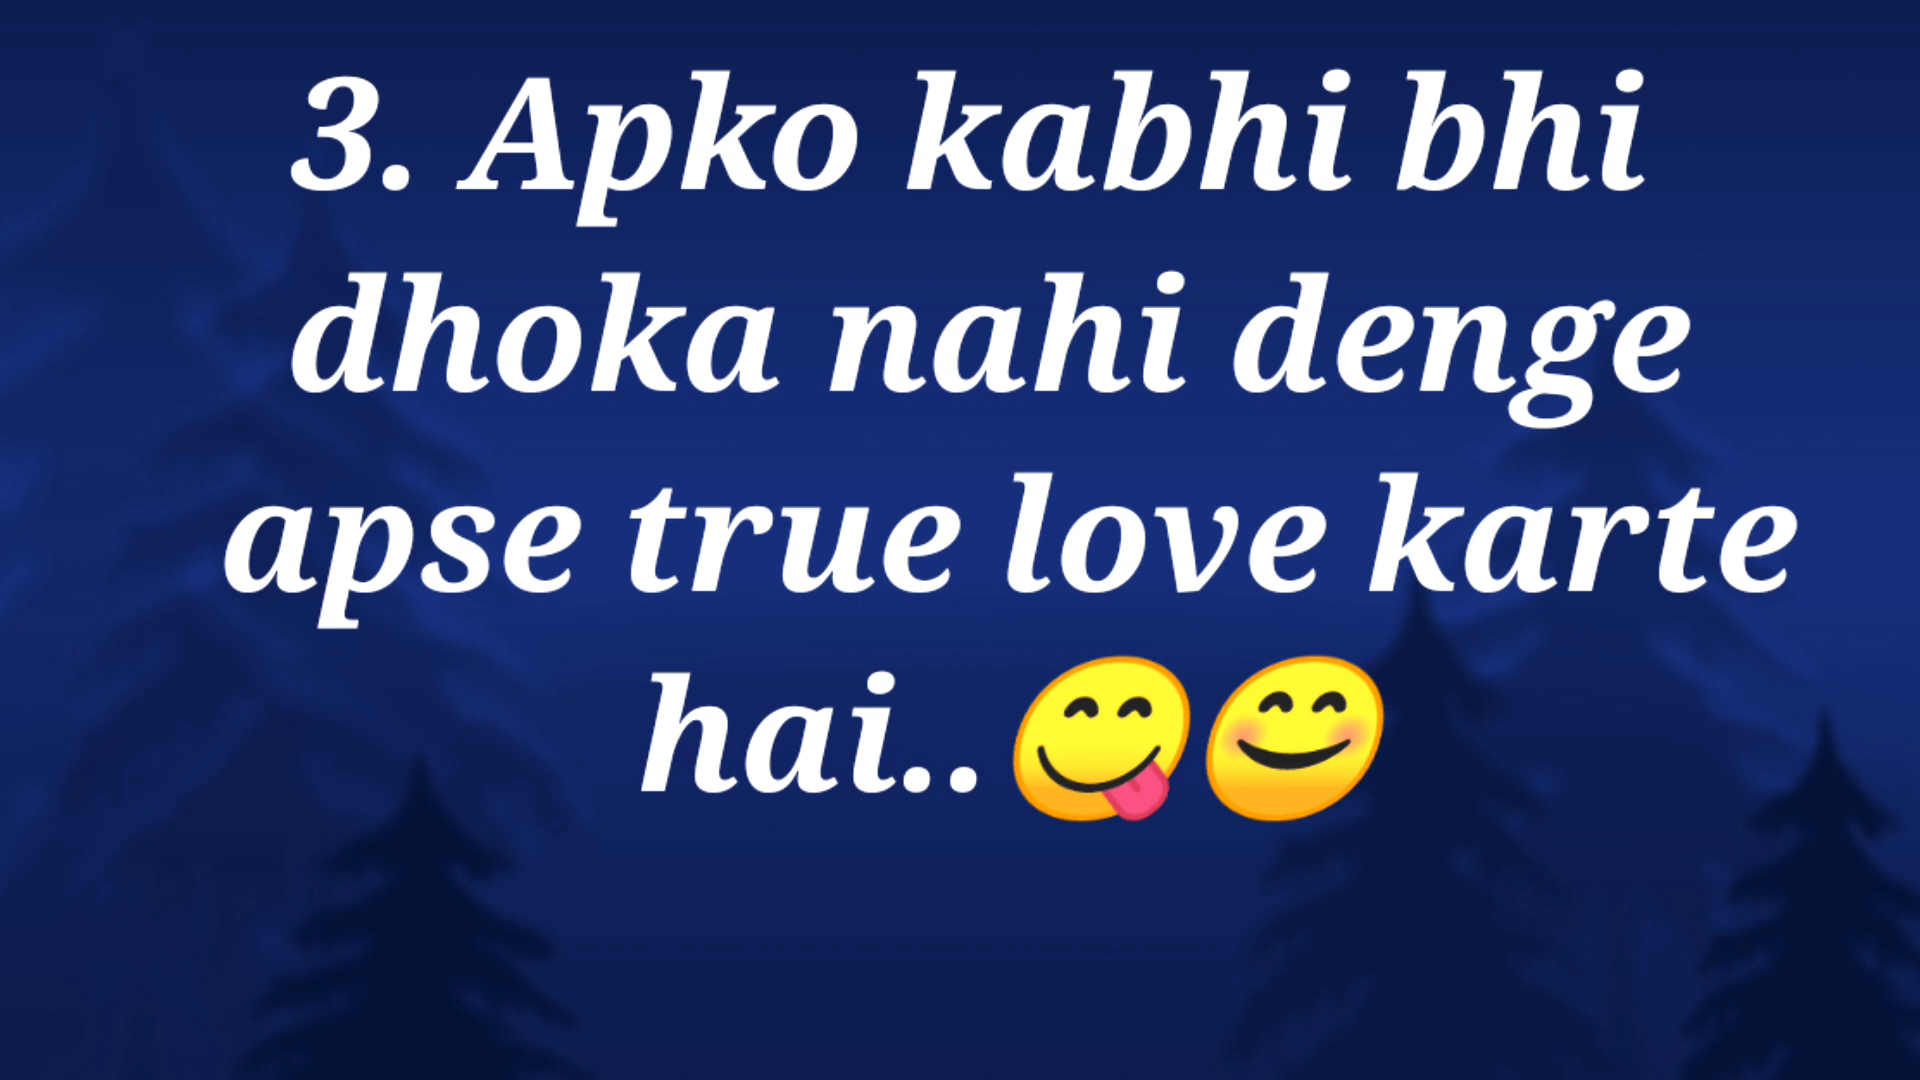 3. Apko kabhi bhi
dhoka nahi denge
apse true love karte
hai..😋😊